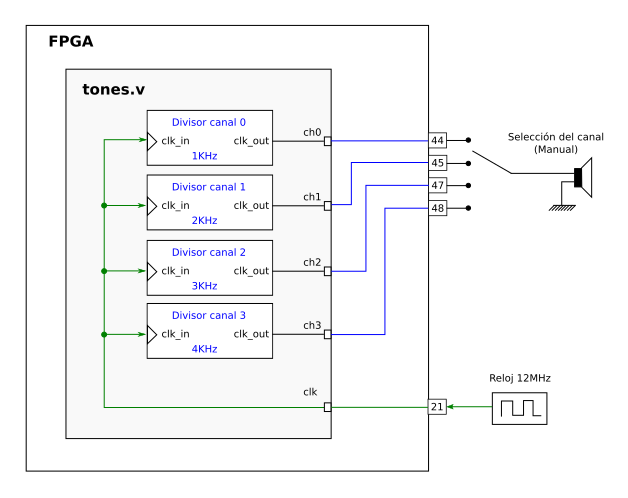 FPGA
tones.v
Divisor canal 0
clk_in
clk_out
1KHz
ch0
Divisor canal 1
clk_in
clk_out
2KHz
ch1
Divisor canal 2
clk_in
clk_out
3KHz
ch2
Divisor canal 3
clk_in
clk_out
4KHz
ch3
clk
44
45
47
48
21
Selección del canal
(Manual)
Reloj 12MHz